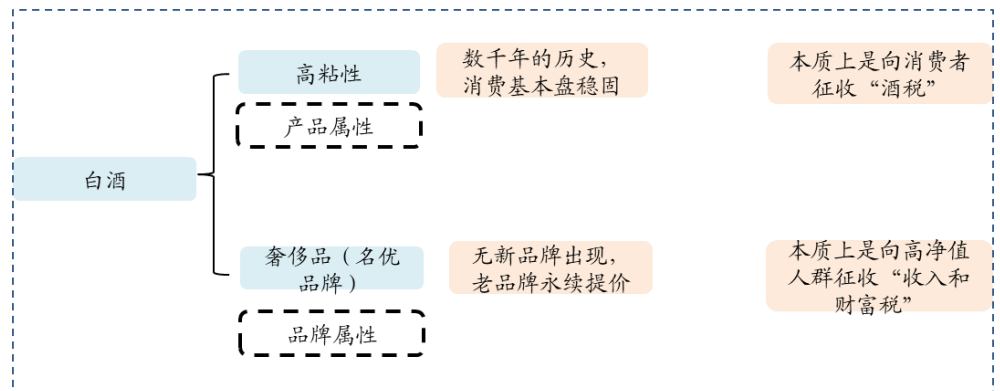 高粘性
数千年的历史，
消费基本盘稳固
本质上是向消费者
征收“酒税”
产品属性
白酒
奢侈品（名优
品牌）
无新品牌出现，
老品牌永续提价
本质上是向高净值
人群征收“收入和
财富税”
品牌属性